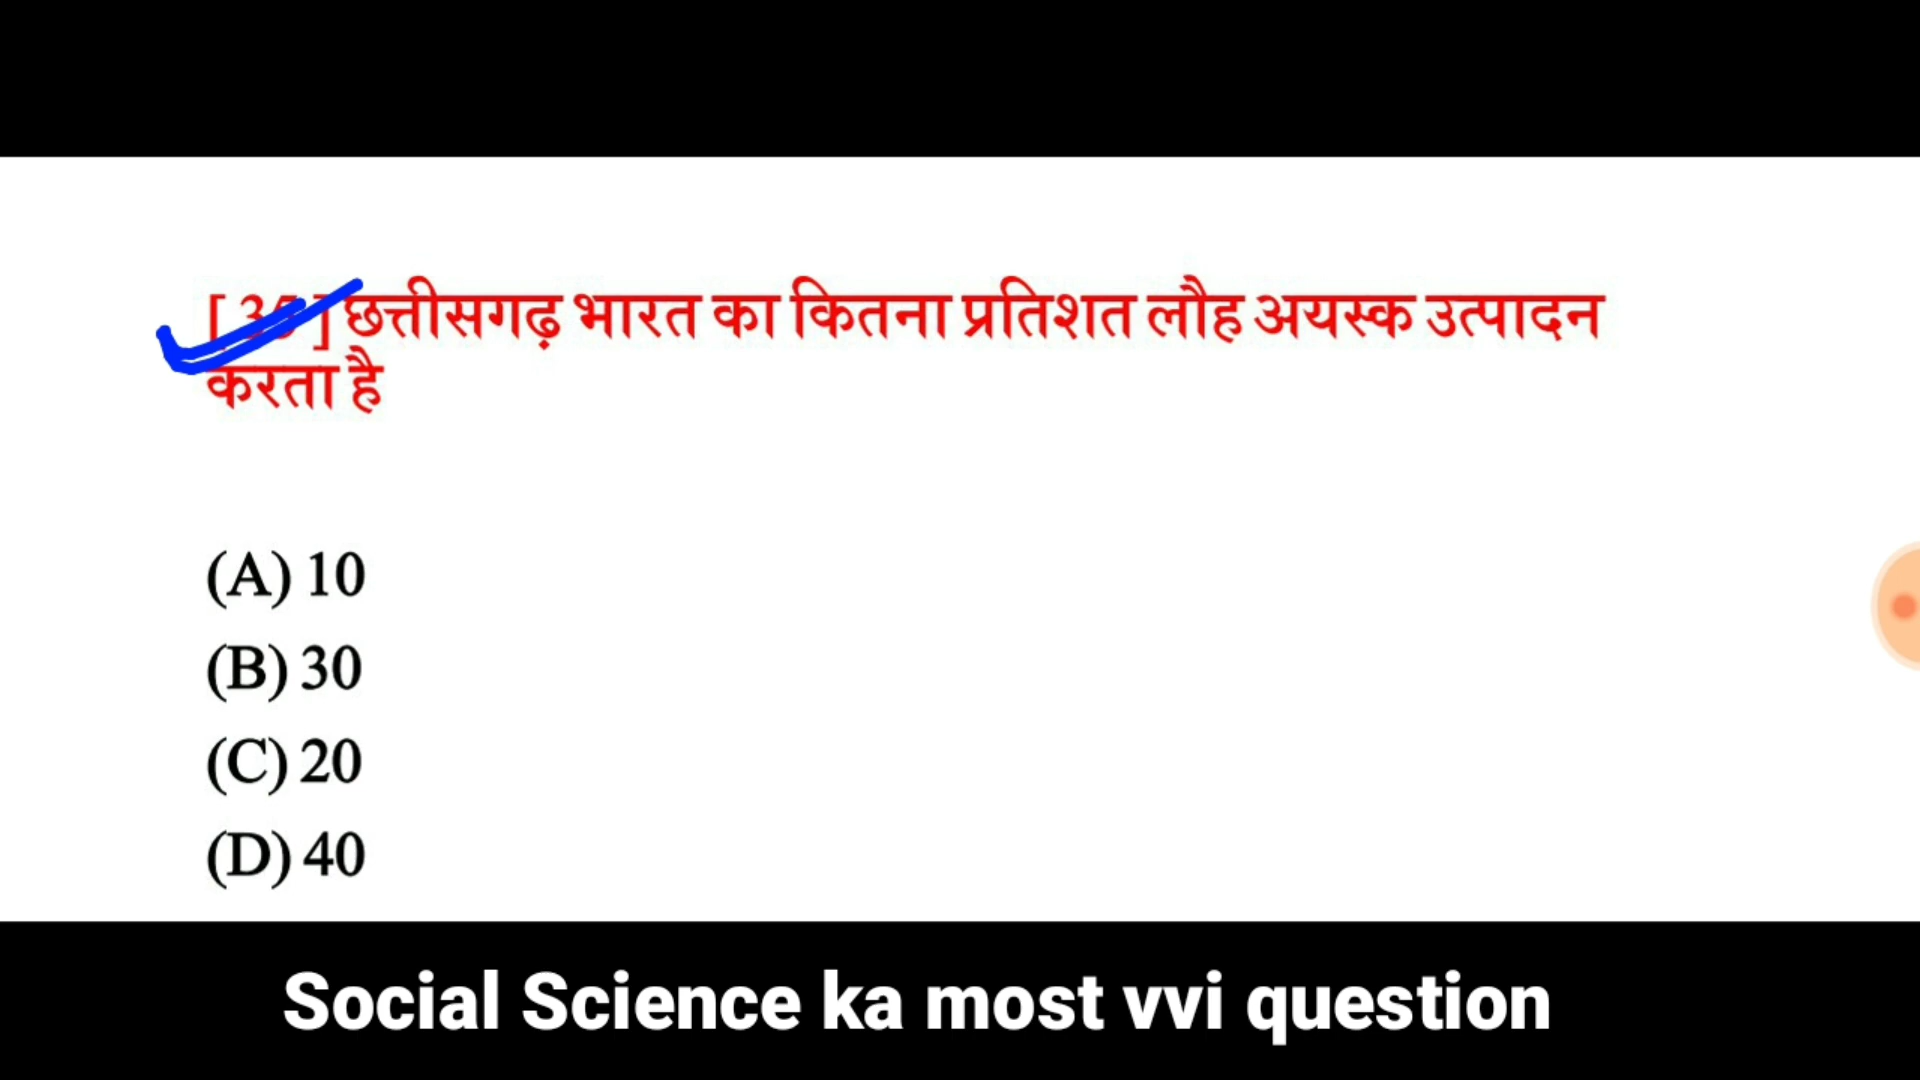 [ 35 ] छत्तीसगढ़ भारत का कितना प्रतिशत लौह अयस्क उत्पादन
करता है
(A) 10
(B) 30
(C) 20
(D) 40
Social Science ka most vvi question